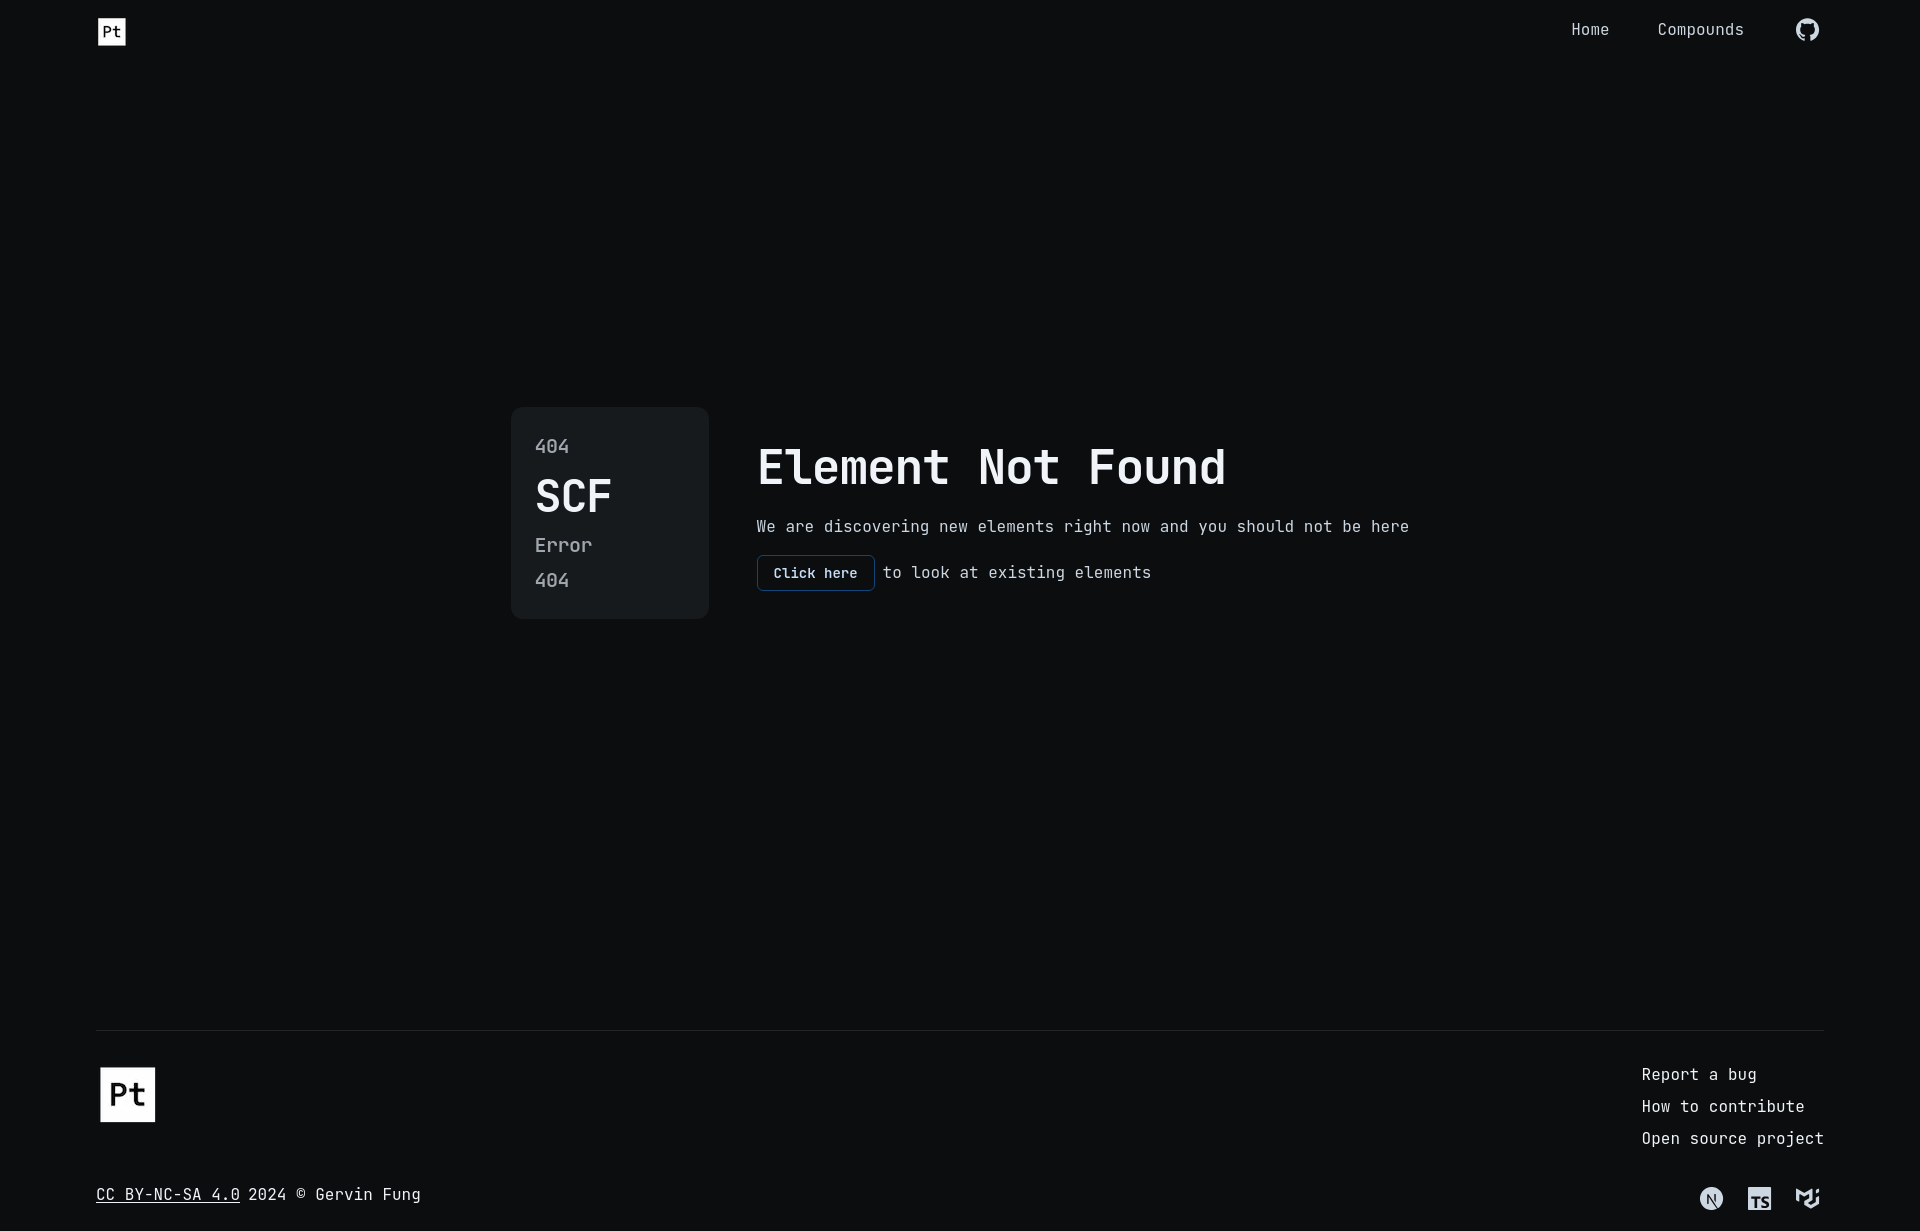 Pt
Home
Compounds
404
SCF
Error
404
Element Not Found
We are discovering new elements right now and you should not be here
Click here to look at existing elements
Pt
Report a bug
How to contribute
Open source project
CC BY-NC-SA 4.0 2024 © Gervin Fung
N
TS